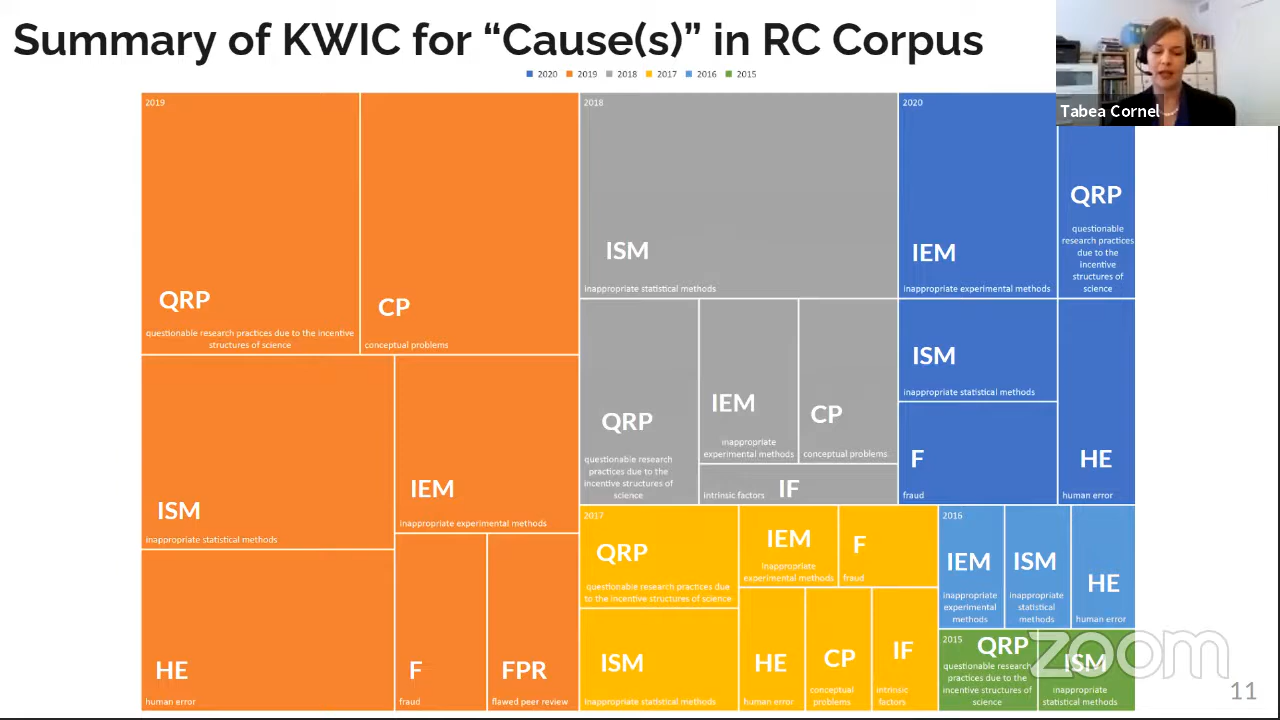 Summary of KWIC for “Cause(s)” in RC Corpus
2020 2019 2018 2017 2016 2015
Tabea Cornel
2019
QRP
questionable research practices due to the incentive
structures of science
CP
conceptual problems
ISM
inappropriate statistical methods
IEM
inappropriate experimental methods
HE
human error
F
fraud
FPR
flawed peer review
2018
ISM
inappropriate statistical methods
QRP
questionable research
practices due to the
incentive structures of
science
IEM
inappropriate
experimental methods
CP
conceptual problems
intrinsic factors IF
2020
IEM
inappropriate experimental methods
QRP
questionable
research practices
due to the
incentive
structures of
science
ISM
inappropriate statistical methods
F
fraud
HE
human error
2017
QRP
questionable research practices due
to the incentive structures of science
ISM
inappropriate statistical methods
IEM
inappropriate
experimental methods
F
fraud
HE
human error
CP
conceptual
problems
IF
intrinsic
factors
2016
IEM
inappropriate
experimental
methods
ISM
inappropriate
statistical
methods
HE
human error
2015
QRP
questionable research
practices due to the
incentive structures of
science
ISM
inappropriate
statistical methods
zoom
11